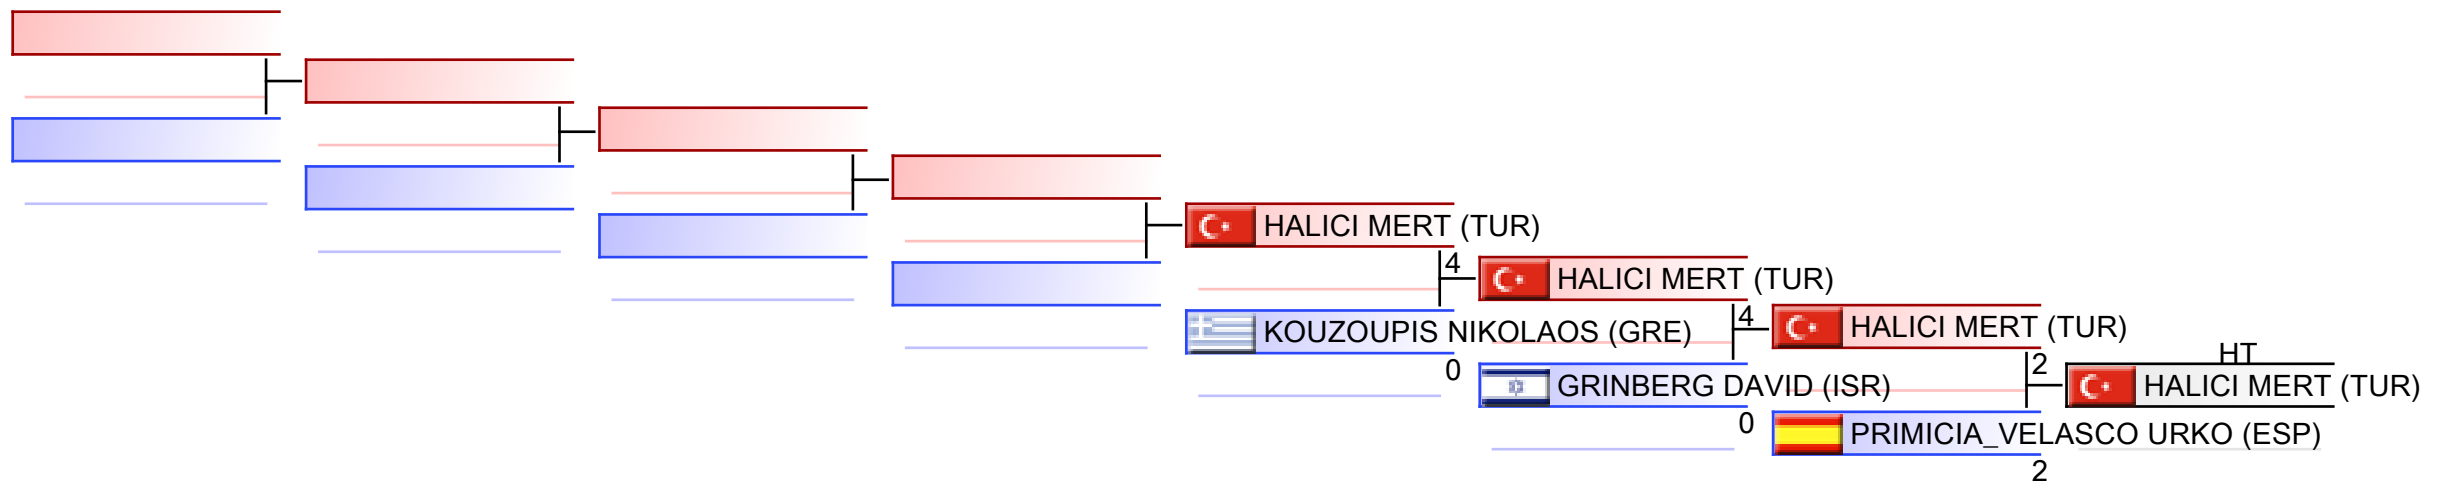 HALICI MERT (TUR)
4
HALICI MERT (TUR)
KOUZOUPIS NIKOLAOS (GRE)
0
4
HALICI MERT (TUR)
GRINBERG DAVID (ISR)
0
2
HT
HALICI MERT (TUR)
PRIMICIA_VELASCO URKO (ESP)
2